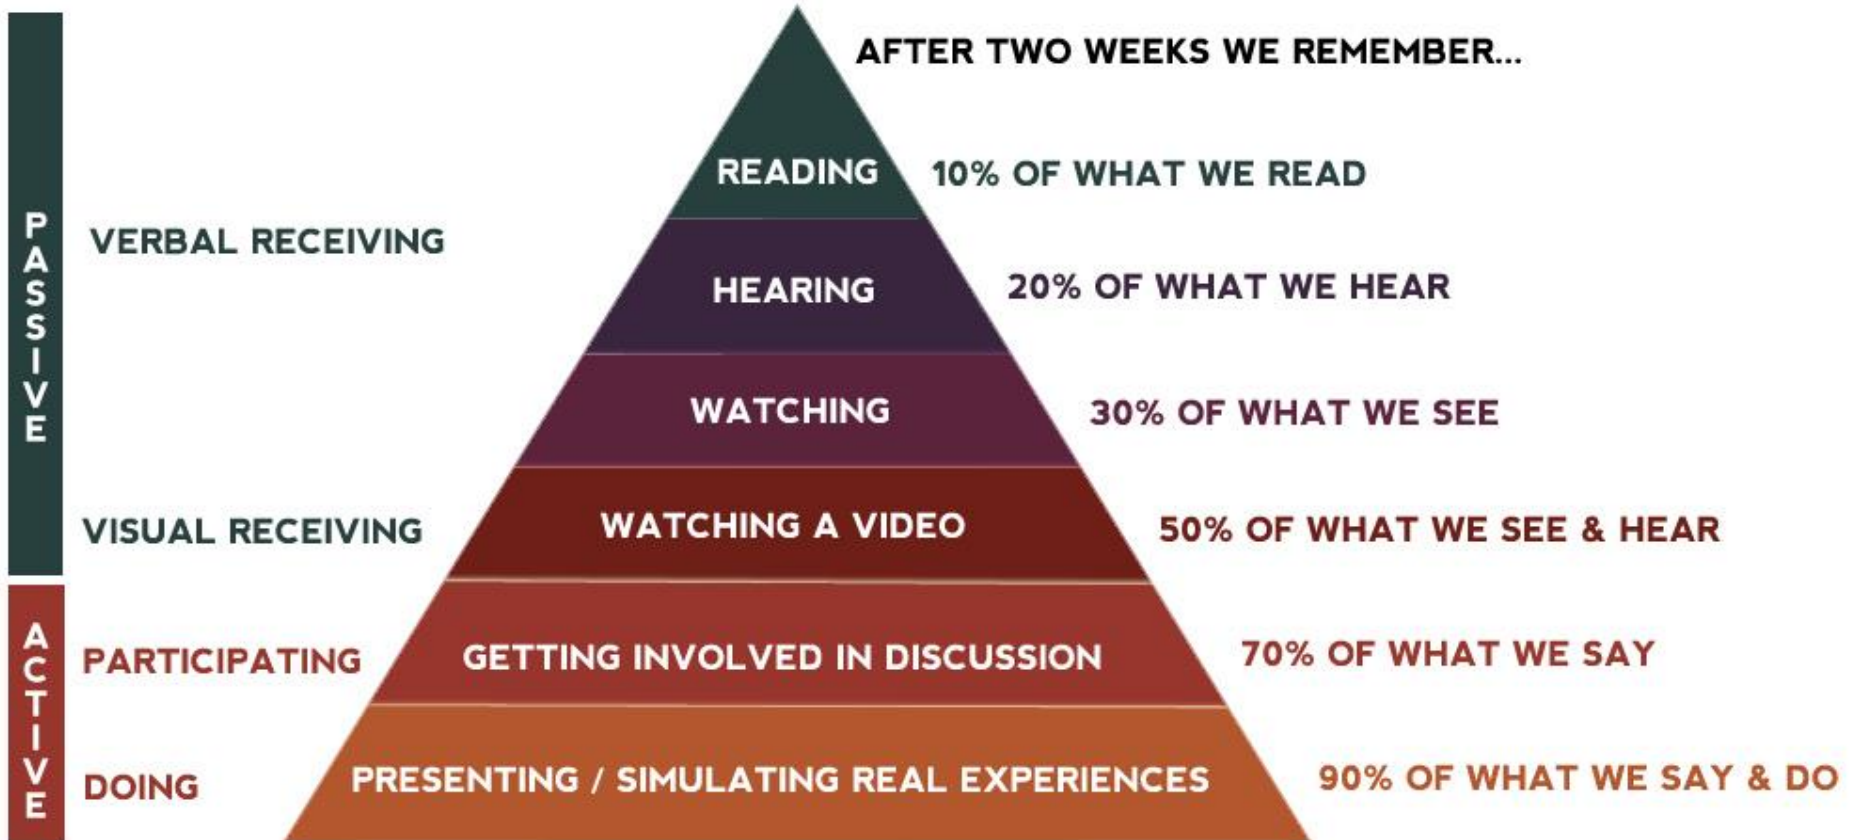 AFTER TWO WEEKS WE REMEMBER...
PASSIVE
VERBAL RECEIVING
READING
10% OF WHAT WE READ
HEARING
20% OF WHAT WE HEAR
WATCHING
30% OF WHAT WE SEE
VISUAL RECEIVING
WATCHING A VIDEO
50% OF WHAT WE SEE & HEAR
ACTIVE
PARTICIPATING
GETTING INVOLVED IN DISCUSSION
70% OF WHAT WE SAY
DOING
PRESENTING / SIMULATING REAL EXPERIENCES
90% OF WHAT WE SAY & DO